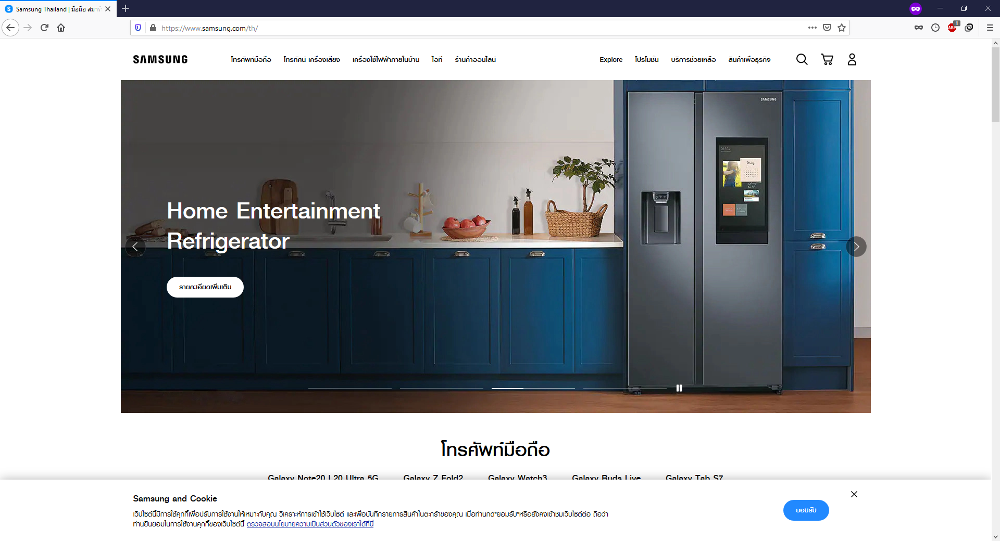 Samsung Thailand | มือถือ สมาร์
https://www.samsung.com/th/
1
ABP
SAMSUNG
โทรศัพท์มือถือ
โทรทัศน์ เครื่องเสียง
เครื่องใช้ไฟฟ้าภายในบ้าน
ไอที
ร้านค้าออนไลน์
Explore
โปรโมชั่น
บริการช่วยเหลือ
สินค้าเพื่อธุรกิจ
SAMSUNG
January
Home Entertainment
Refrigerator
รายละเอียดเพิ่มเติม
โทรศัพท์มือถือ
Galaxy Note20 | 20 Ultra 5G
Galaxy Z Fold2
Galaxy Watch3
Galaxy Buds Live
Galaxy Tab S7
Samsung and Cookie
เว็บไซต์นี้มีการใช้คุกกี้เพื่อปรับการใช้งานให้เหมาะกับคุณ วิเคราะห์การเข้าใช้เว็บไซต์ และเพื่อบันทึกรายการสินค้าในตะกร้าของคุณ เมื่อท่านกด"ยอมรับ"หรือยังคงเข้าชมเว็บไซต์ต่อ ถือว่า
ท่านยินยอมในการใช้งานคุกกี้ของเว็บไซต์นี้ ตรวจสอบนโยบายความเป็นส่วนตัวของเราได้ที่นี่
ยอมรับ